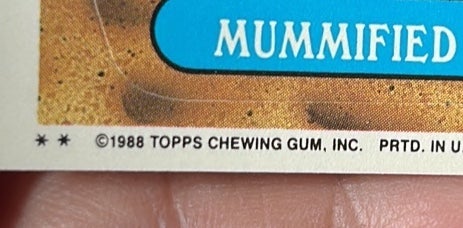 MUMMIFIED
** ©1988 TOPPS CHEWING GUM, INC. PRTD. IN U